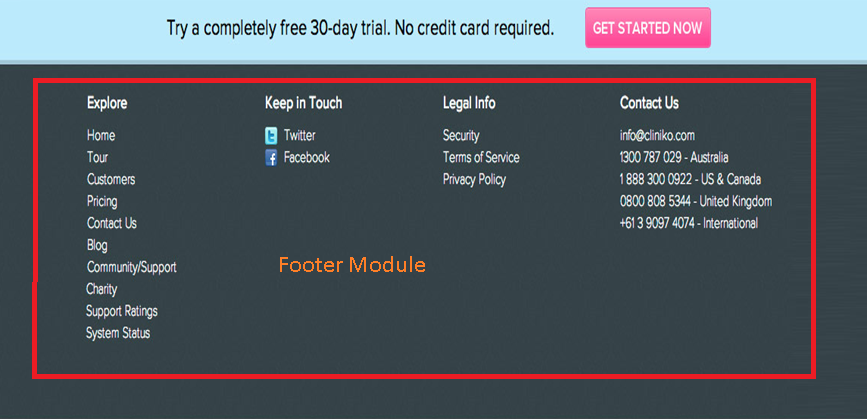 Try a completely free 30-day trial. No credit card required.
GET STARTED NOW
Explore
Home
Tour
Customers
Pricing
Contact Us
Blog
Community/Support
Charity
Support Ratings
System Status
Keep in Touch
Twitter
Facebook
Legal Info
Security
Terms of Service
Privacy Policy
Contact Us
info@cliniko.com
1300 787 029 - Australia
1 888 300 0922 - US & Canada
0800 808 5344 - United Kingdom
+61 3 9097 4074 - International
Footer Module